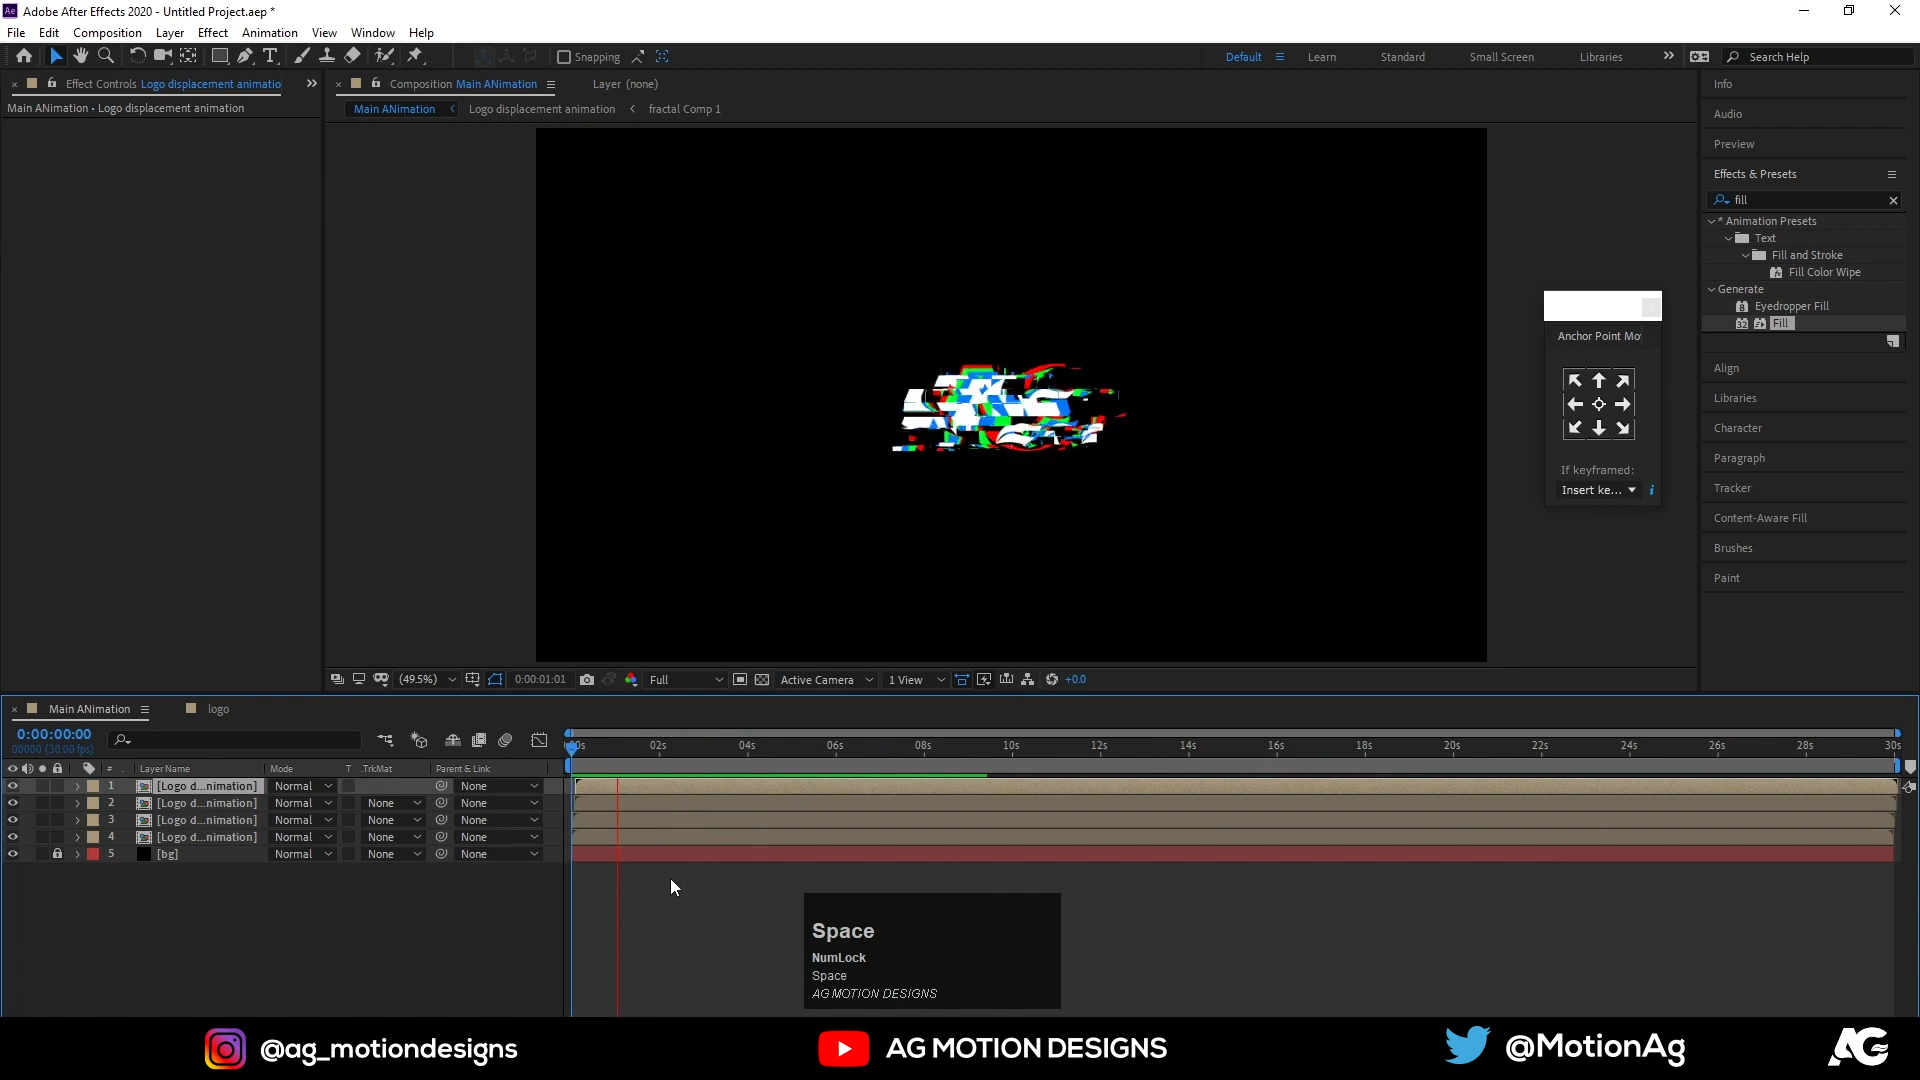 Ae Adobe After Effects 2020 - Untitled Project.aep *
File Edit Composition Layer Effect Animation View Window Help
Snapping
Default Learn Standard Small Screen Libraries Search Help
Effect Controls Logo displacement animatio
Composition Main ANimation Layer (none)
Main ANimation • Logo displacement animation
Main ANimation Logo displacement animation fractal Comp 1
Info
Audio
Preview
Effects & Presets
fill
* Animation Presets
Text
Fill and Stroke
Fill Color Wipe
Generate
Eyedropper Fill
Fill
Anchor Point Mo
If keyframed:
Insert ke...
Align
Libraries
Character
Paragraph
Tracker
Content-Aware Fill
Brushes
Paint
(49.5%) 0:00:01:01 Full Active Camera 1 View +0.0
Main ANimation logo
0:00:00:00
00000 (30.00 fps)
00s 02s 04s 06s 08s 10s 12s 14s 16s 18s 20s 22s 24s 26s 28s 30s
# Layer Name Mode T .TrkMat Parent & Link
1 [Logo d...nimation] Normal None
2 [Logo d...nimation] Normal None None
3 [Logo d...nimation] Normal None None
4 [Logo d...nimation] Normal None None
5 [bg] Normal None None
Space
NumLock
Space
AG MOTION DESIGNS
@ag_motiondesigns AG MOTION DESIGNS @MotionAg AG